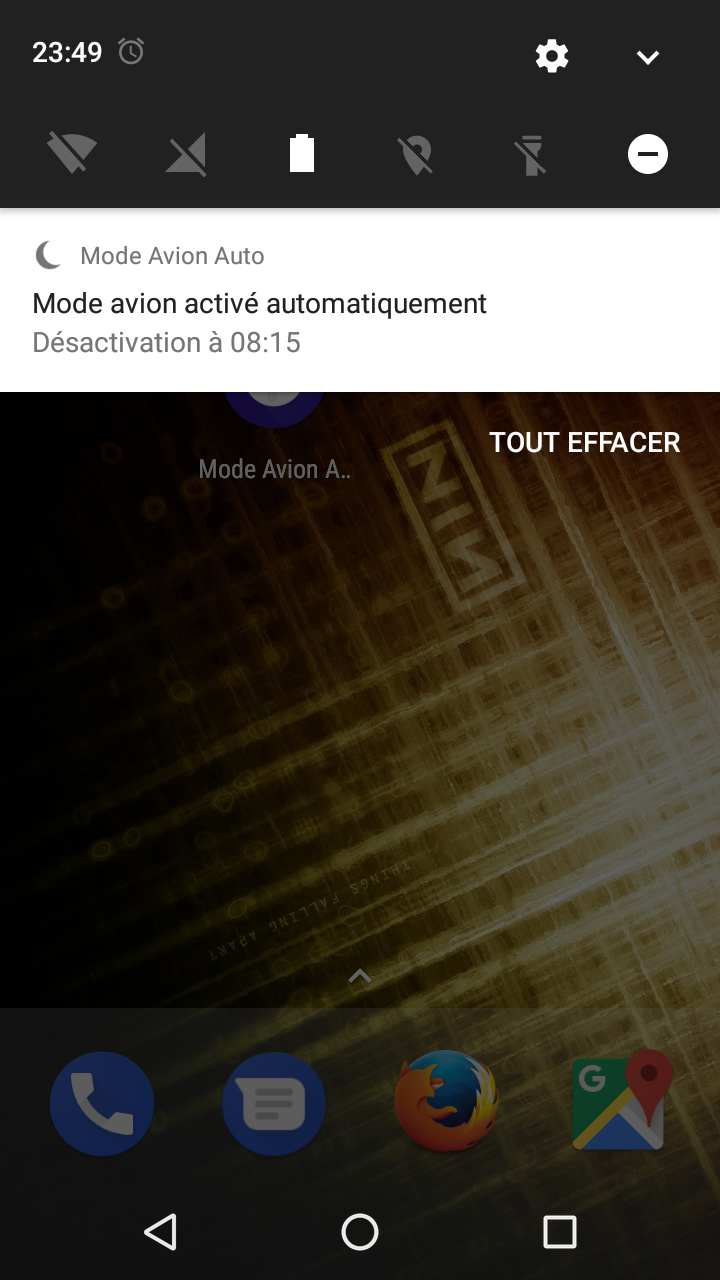 23:49
Mode Avion Auto
Mode avion activé automatiquement
Désactivation à 08:15
TOUT EFFACER
Mode Avion A..
NIN
THINGS FALLING APART
G